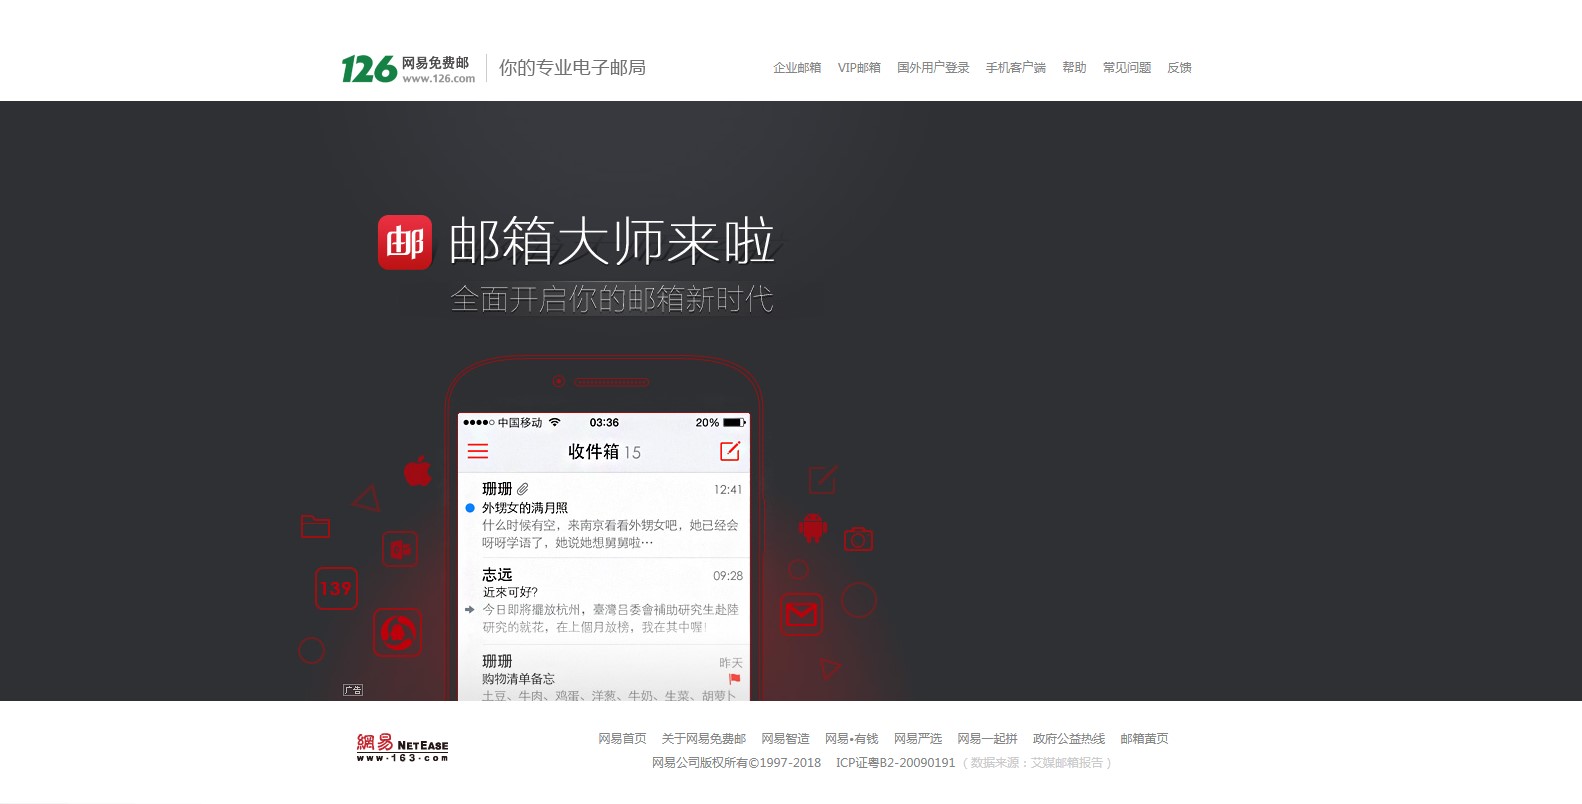 126 网易免费邮 www.126.com 你的专业电子邮局
企业邮箱 VIP邮箱 国外用户登录 手机客户端 帮助 常见问题 反馈
邮 邮箱大师来啦
全面开启你的邮箱新时代
中国移动 03:36 20%
收件箱 15
珊珊 12:41
外甥女的满月照
什么时候有空，来南京看看外甥女吧，她已经会
呀呀学语了，她说她想舅舅啦…
志远 09:28
近來可好?
今日即將擺放杭州，臺灣呂委會補助研究生赴陸
研究的就花，在上個月放榜，我在其中喔!
珊珊 昨天
购物清单备忘
土豆、牛肉、鸡蛋、洋葱、牛奶、生菜、胡萝卜
139
广告
網易 NETEASE
www.163.com
网易首页 关于网易免费邮 网易智造 网易•有钱 网易严选 网易一起拼 政府公益热线 邮箱黄页
网易公司版权所有©1997-2018 ICP证粤B2-20090191 （数据来源：艾媒邮箱报告）